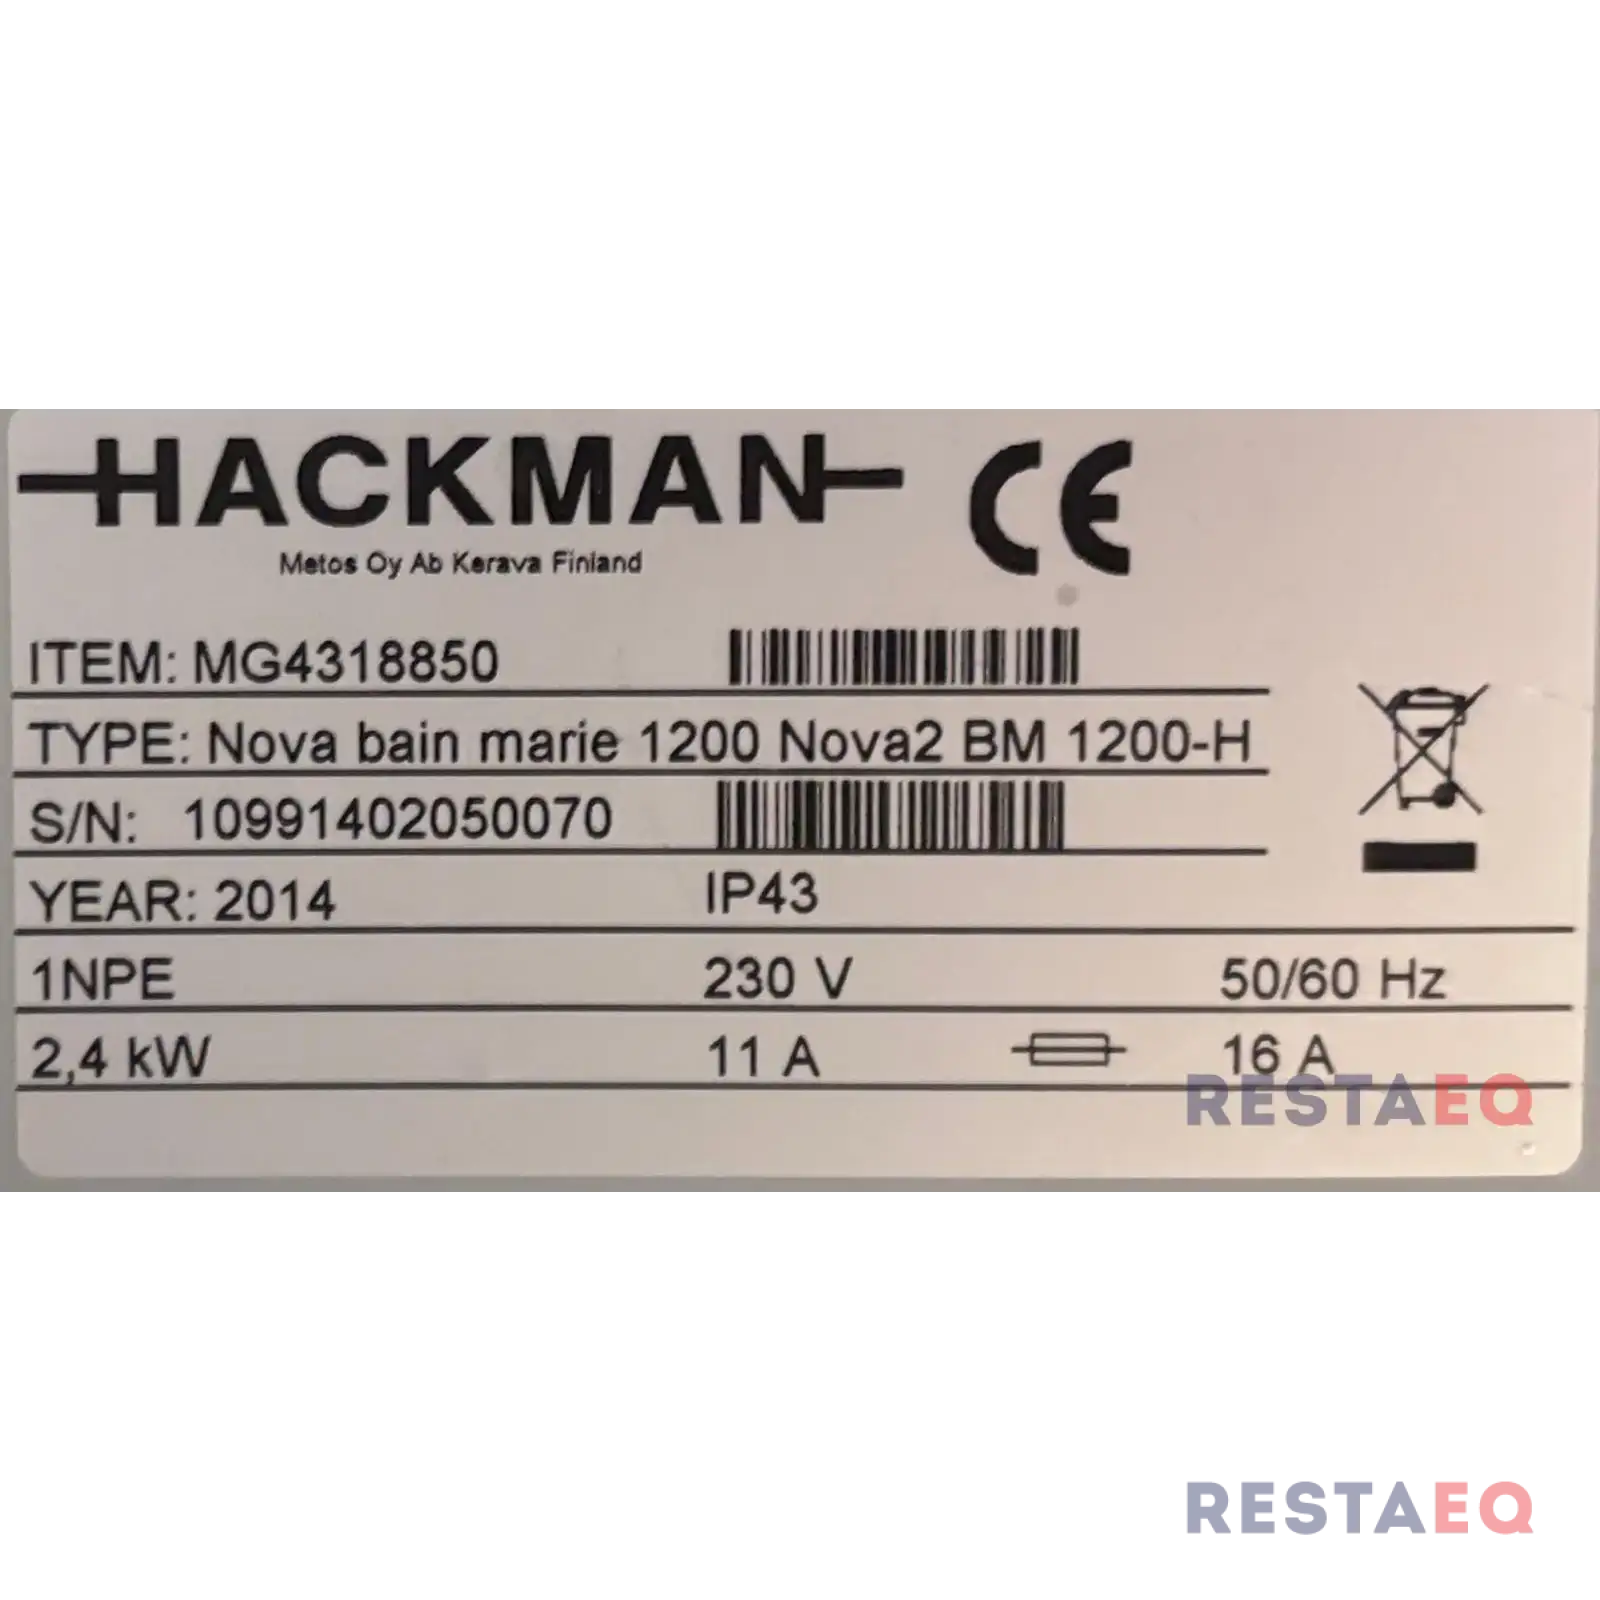 HACKMAN CE
Metos Oy Ab Kerava Finland
ITEM: MG4318850
TYPE: Nova bain marie 1200 Nova2 BM 1200-H
S/N: 10991402050070
YEAR: 2014 IP43
1NPE 230 V 50/60 Hz
2,4 kW 11 A 16 A
RESTAEQ
RESTAEQ